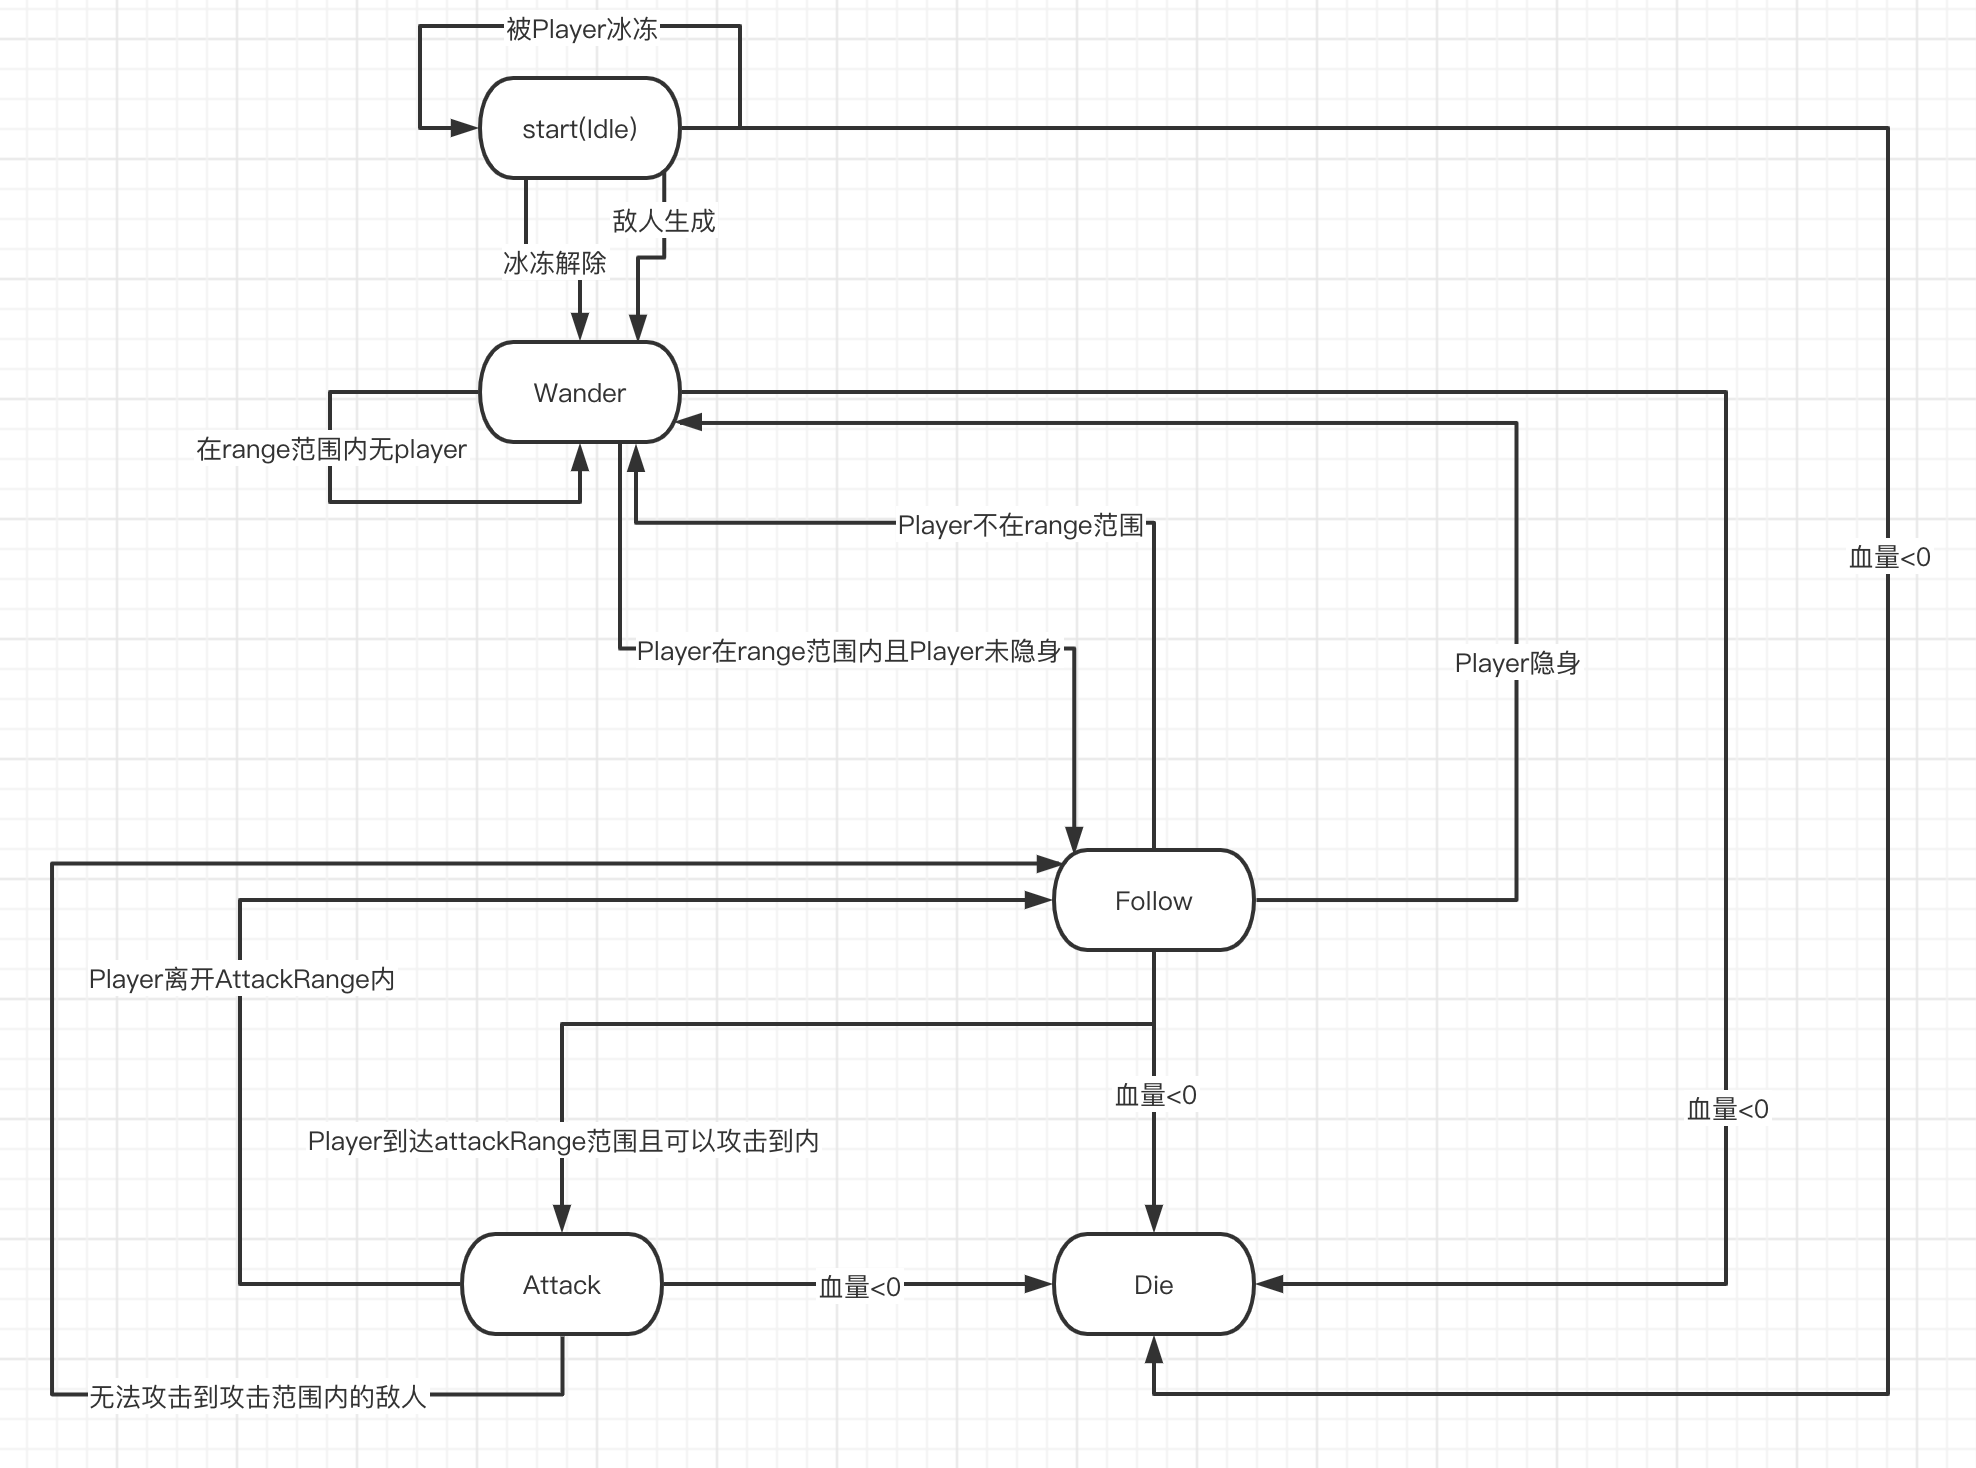 被Player冰冻
start(Idle)
敌人生成
冰冻解除
Wander
在range范围内无player
Player不在range范围
血量<0
Player在range范围内且Player未隐身
Player隐身
Follow
Player离开AttackRange内
血量<0
血量<0
Player到达attackRange范围且可以攻击到内
Attack
血量<0
Die
无法攻击到攻击范围内的敌人